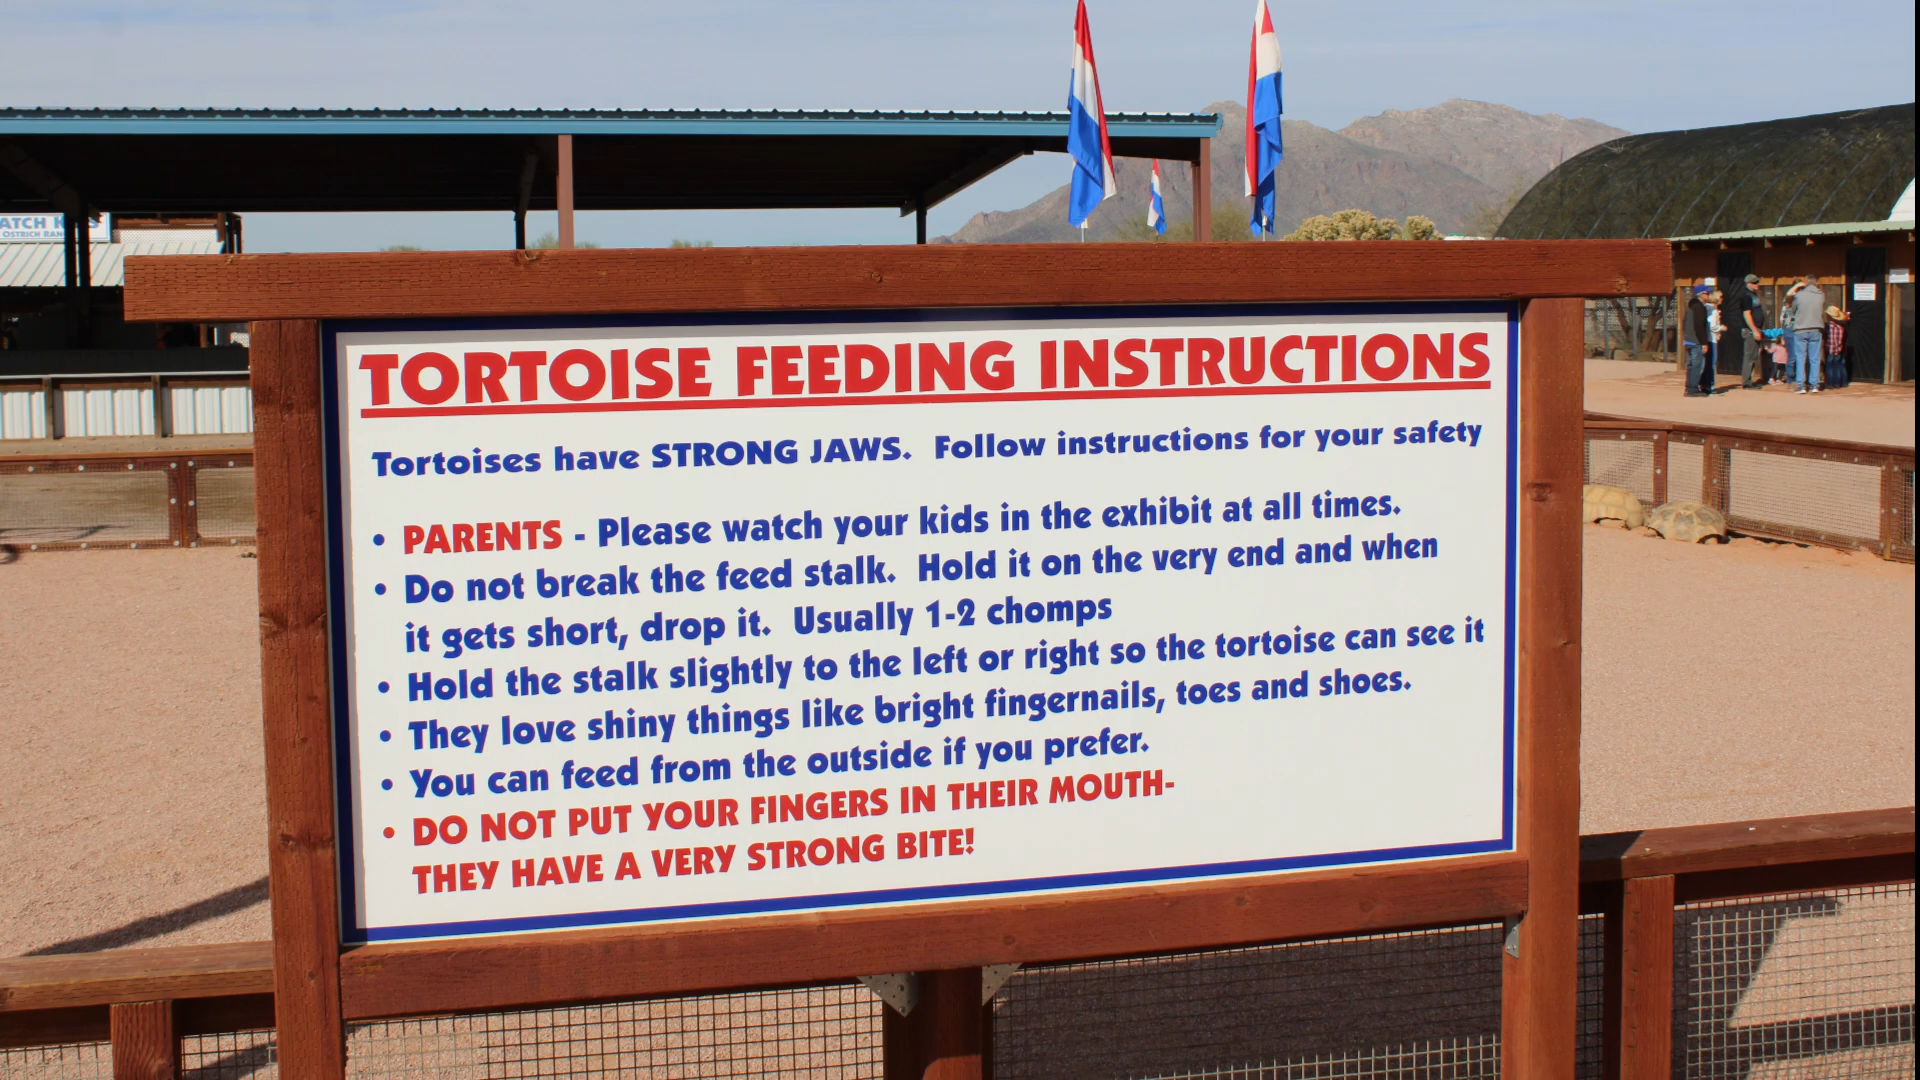 ATCH
OSTRICH
TORTOISE FEEDING INSTRUCTIONS
Tortoises have STRONG JAWS. Follow instructions for your safety
• PARENTS - Please watch your kids in the exhibit at all times.
• Do not break the feed stalk. Hold it on the very end and when
it gets short, drop it. Usually 1-2 chomps
• Hold the stalk slightly to the left or right so the tortoise can see it
• They love shiny things like bright fingernails, toes and shoes.
• You can feed from the outside if you prefer.
• DO NOT PUT YOUR FINGERS IN THEIR MOUTH-
THEY HAVE A VERY STRONG BITE!